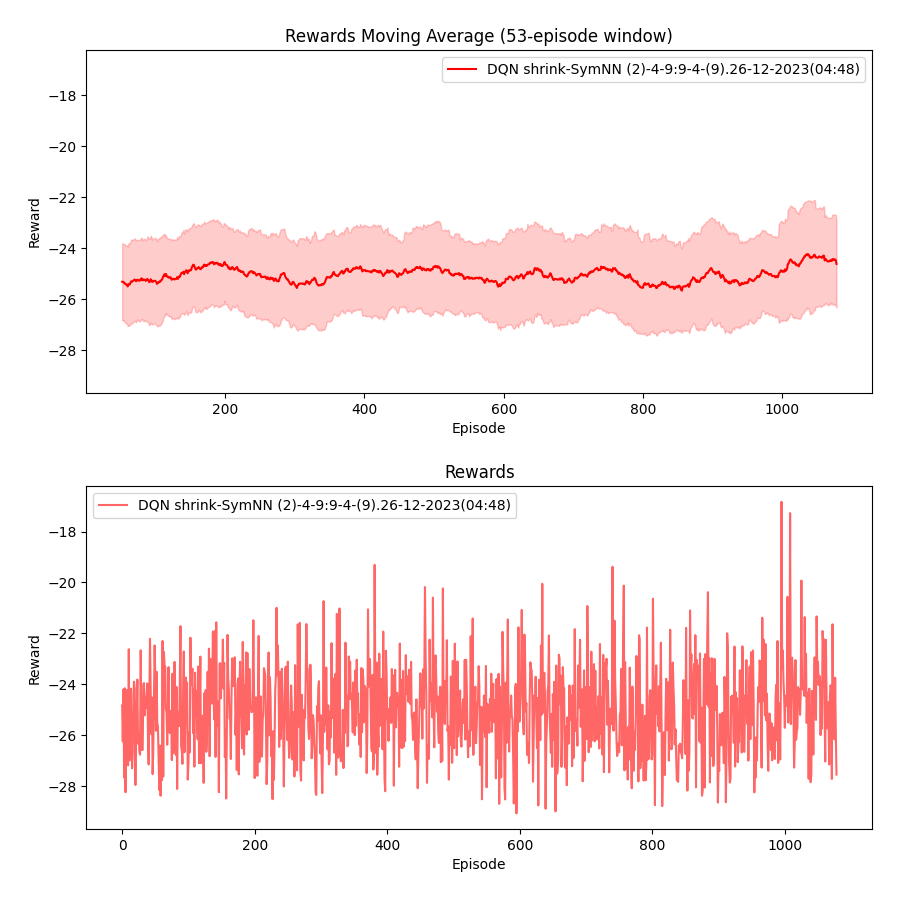 Rewards Moving Average (53-episode window)
DQN shrink-SymNN (2)-4-9:9-4-(9).26-12-2023(04:48)
−18
−20
−22
−24
−26
−28
Reward
200
400
600
800
1000
Episode
Rewards
DQN shrink-SymNN (2)-4-9:9-4-(9).26-12-2023(04:48)
−18
−20
−22
−24
−26
−28
Reward
0
200
400
600
800
1000
Episode